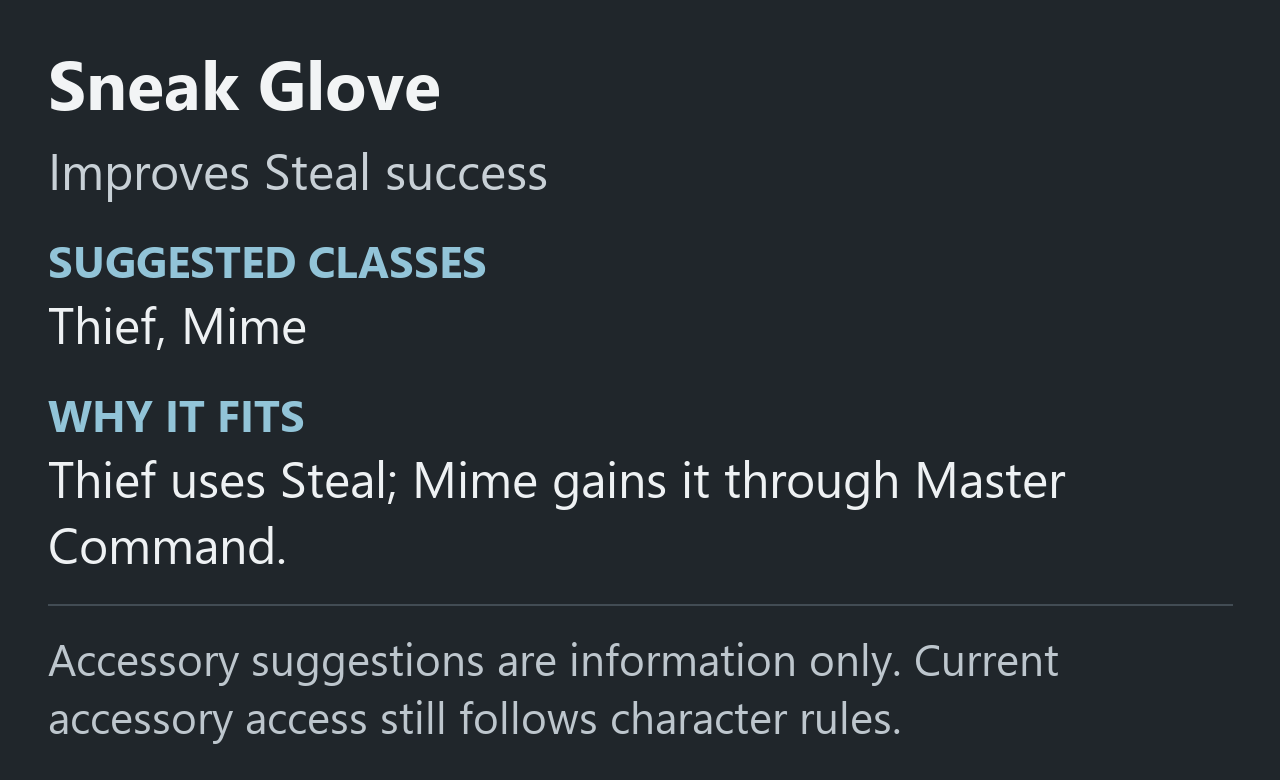 Sneak Glove
Improves Steal success
SUGGESTED CLASSES
Thief, Mime
WHY IT FITS
Thief uses Steal; Mime gains it through Master
Command.
Accessory suggestions are information only. Current
accessory access still follows character rules.